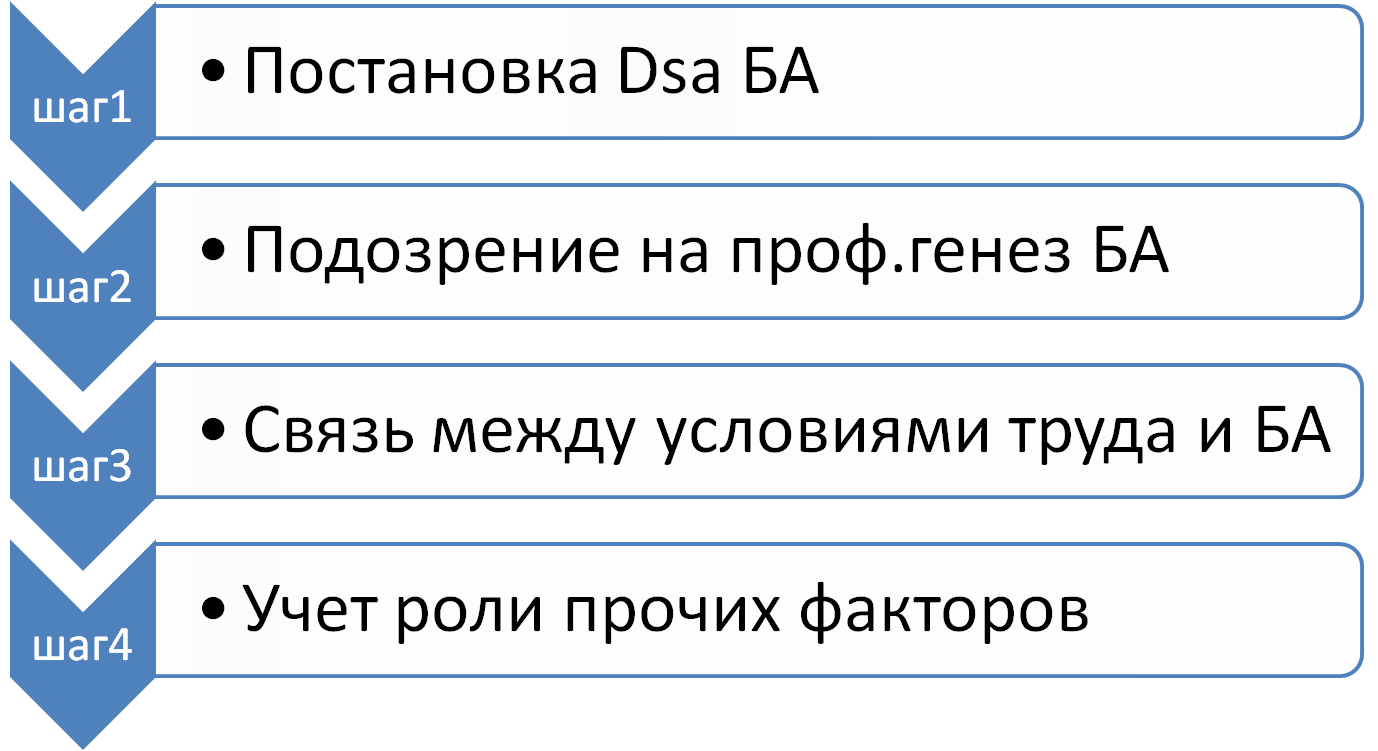 шаг1
• Постановка Dsа БА
шаг2
• Подозрение на проф.генез БА
шаг3
• Связь между условиями труда и БА
шаг4
• Учет роли прочих факторов